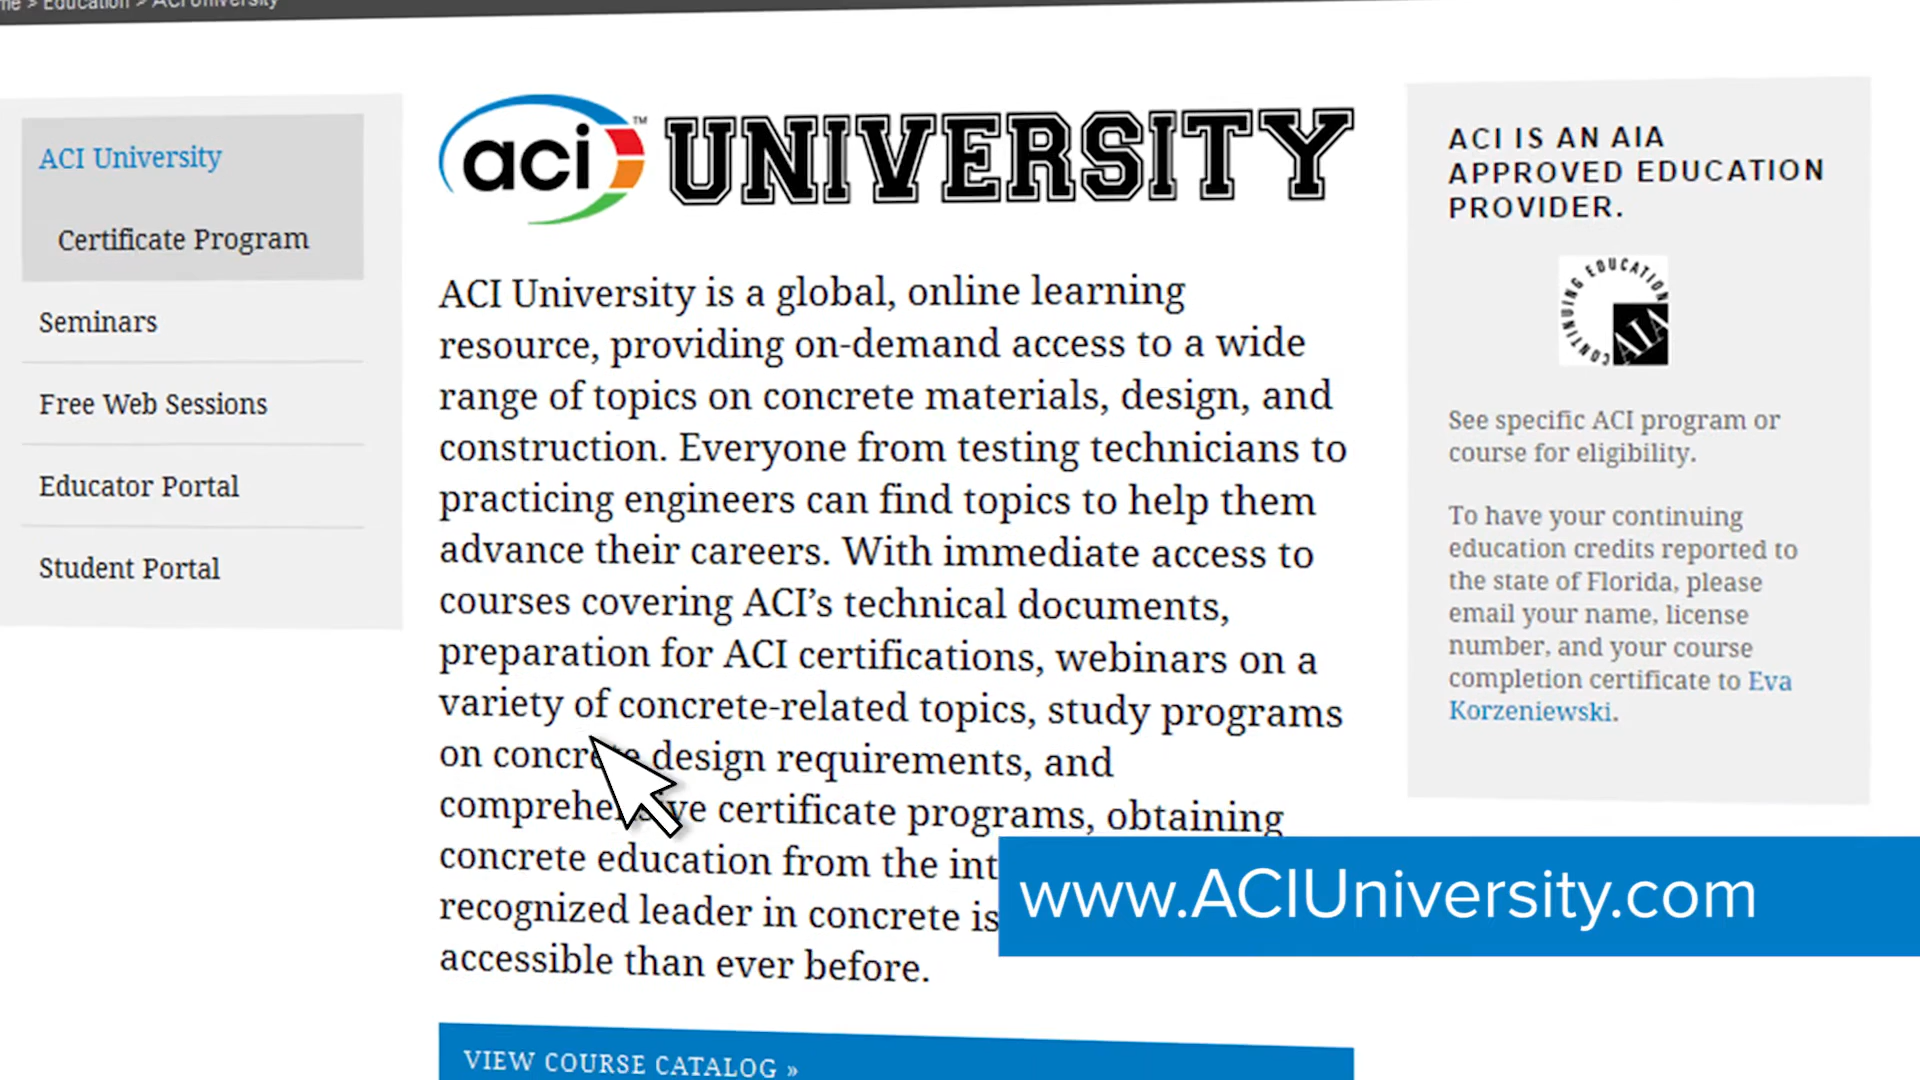 > Education > ACI University
ACI University
Certificate Program
Seminars
Free Web Sessions
Educator Portal
Student Portal
aci™ UNIVERSITY
ACI University is a global, online learning
resource, providing on-demand access to a wide
range of topics on concrete materials, design, and
construction. Everyone from testing technicians to
practicing engineers can find topics to help them
advance their careers. With immediate access to
courses covering ACI’s technical documents,
preparation for ACI certifications, webinars on a
variety of concrete-related topics, study programs
on concrete design requirements, and
certificate programs, obtaining
concrete education from the
recognized leader in concrete is
accessible than ever before.
VIEW COURSE CATALOG »
ACI IS AN AIA
APPROVED EDUCATION
PROVIDER.
CONTINUING EDUCATION
AIA
See specific ACI program or
course for eligibility.
To have your continuing
education credits reported to
the state of Florida, please
email your name, license
number, and your course
completion certificate to Eva
Korzeniewski.
www.ACIUniversity.com